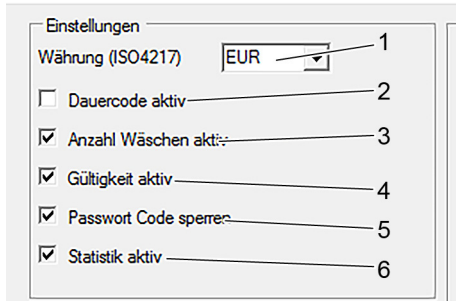 Einstellungen
Währung (ISO4217) EUR 1
Dauercode aktiv 2
Anzahl Wäschen aktiv 3
Gültigkeit aktiv 4
Passwort Code sperren 5
Statistik aktiv 6